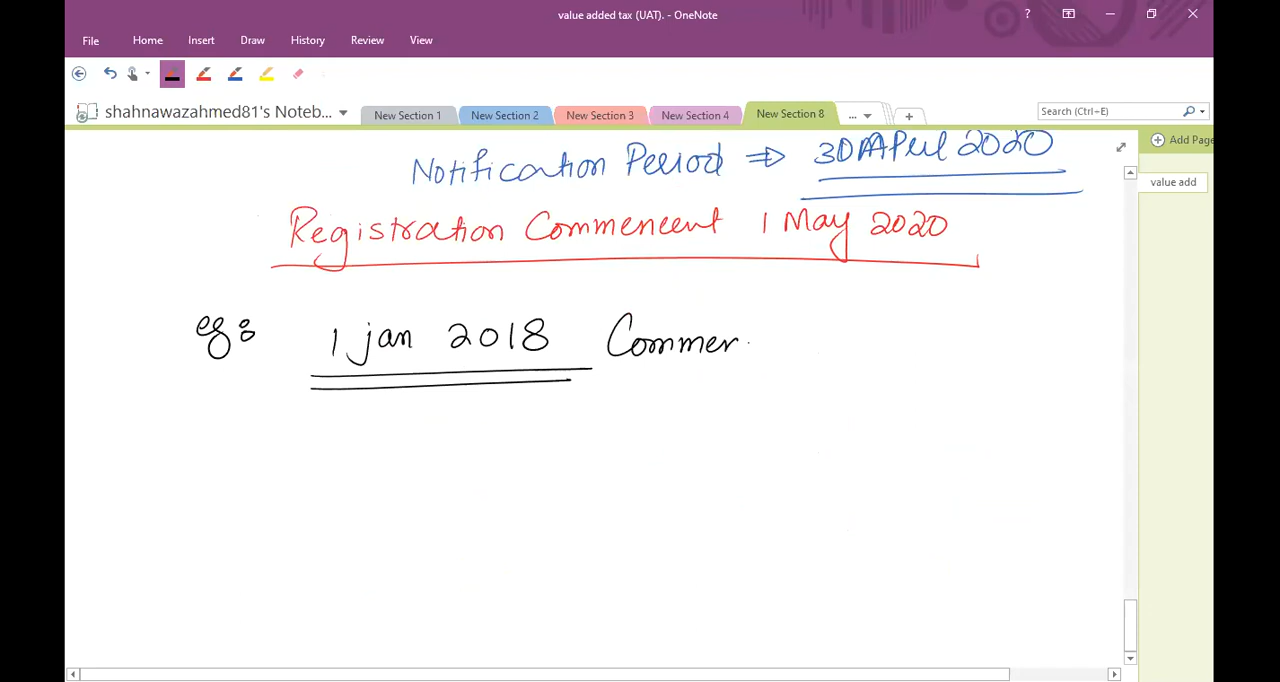 value added tax (UAT). - OneNote
?
File Home Insert Draw History Review View
shahnawazahmed81's Noteb... New Section 1 New Section 2 New Section 3 New Section 4 New Section 8 ... + Search (Ctrl+E)
Add Page
value add
Notification Period ⇒ 30 April 2020
Registration Commencent 1 May 2020
eg: 1 jan 2018 Commer